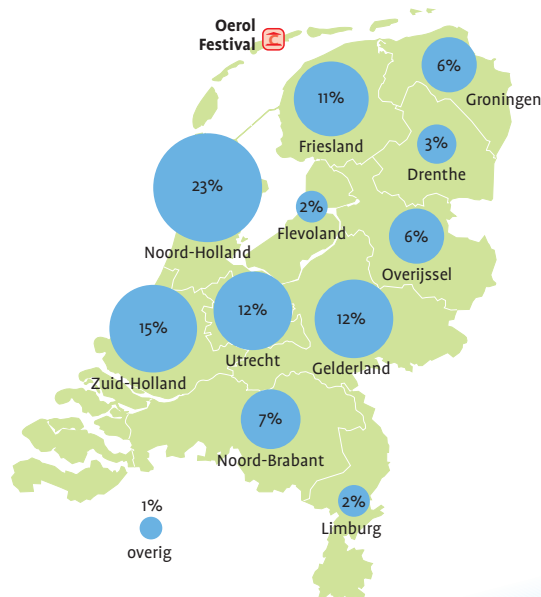 Oerol
Festival
6%
Groningen
11%
Friesland
3%
Drenthe
23%
Noord-Holland
2%
Flevoland
6%
Overijssel
15%
Zuid-Holland
12%
Utrecht
12%
Gelderland
7%
Noord-Brabant
2%
Limburg
1%
overig